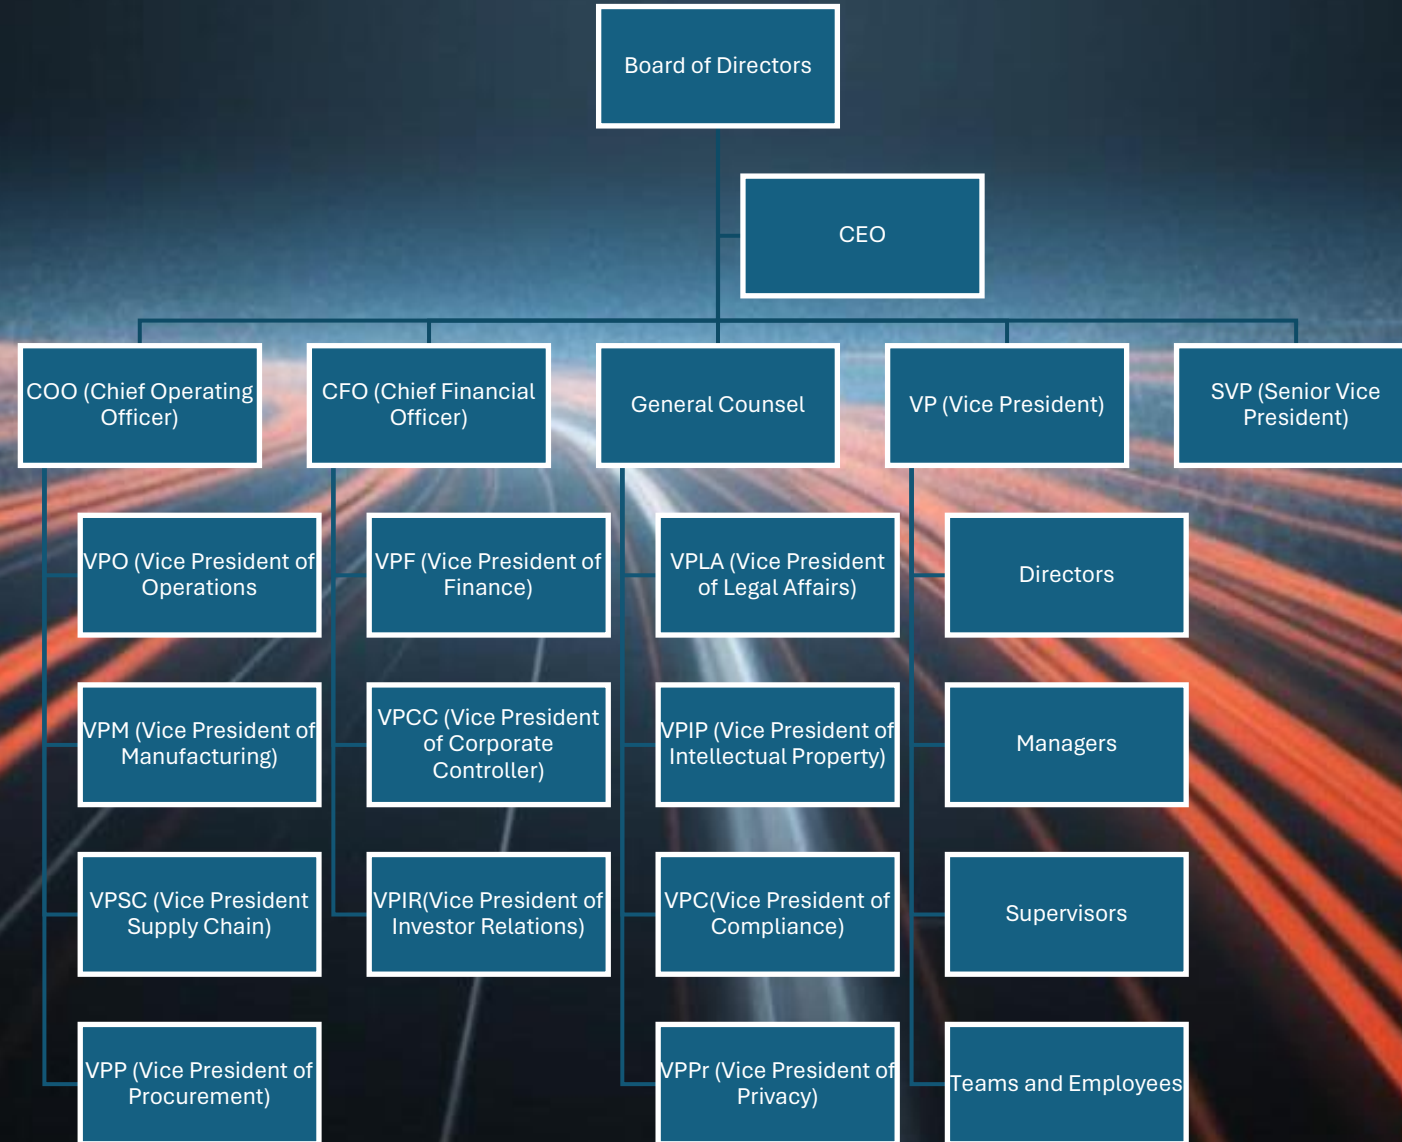 Board of Directors
CEO
COO (Chief Operating
Officer)
CFO (Chief Financial
Officer)
General Counsel
VP (Vice President)
SVP (Senior Vice
President)
VPO (Vice President of
Operations
VPF (Vice President of
Finance)
VPLA (Vice President
of Legal Affairs)
Directors
VPM (Vice President of
Manufacturing)
VPCC (Vice President
of Corporate
Controller)
VPIP (Vice President of
Intellectual Property)
Managers
VPSC (Vice President
Supply Chain)
VPIR(Vice President of
Investor Relations)
VPC(Vice President of
Compliance)
Supervisors
VPP (Vice President of
Procurement)
VPPr (Vice President of
Privacy)
Teams and Employees